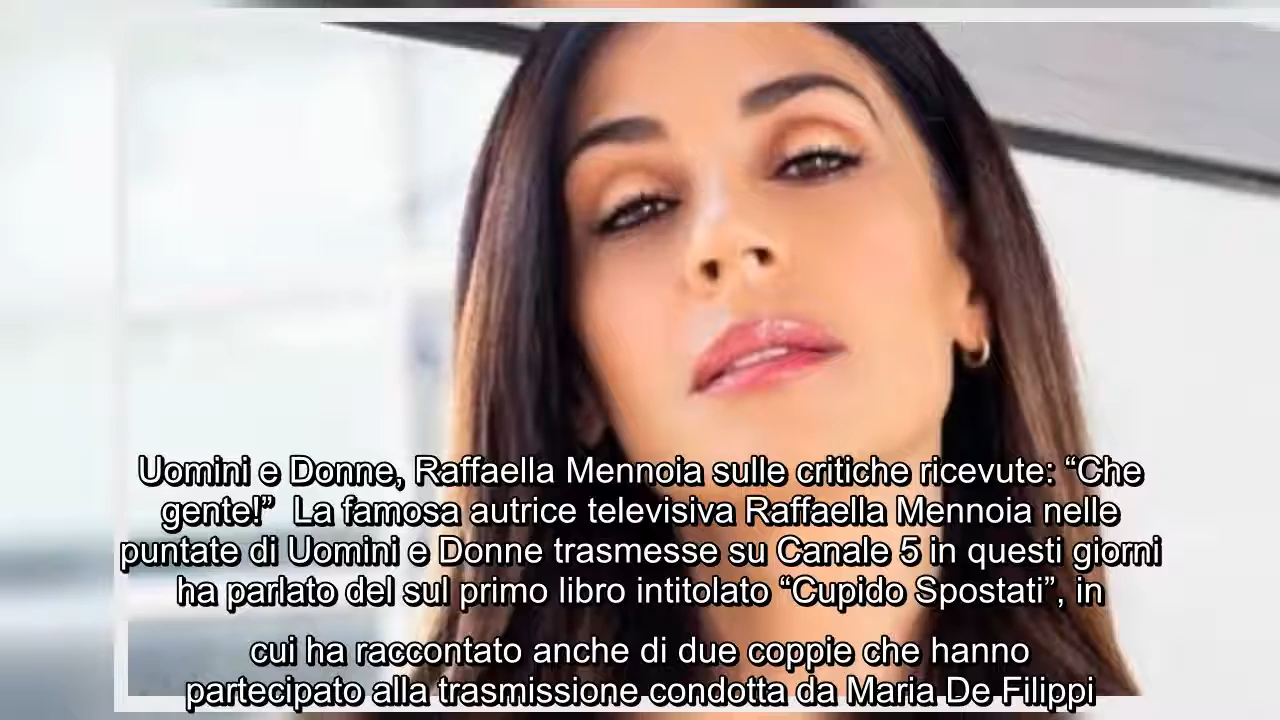 Uomini e Donne, Raffaella Mennoia sulle critiche ricevute: “Che
gente!”  La famosa autrice televisiva Raffaella Mennoia nelle
puntate di Uomini e Donne trasmesse su Canale 5 in questi giorni
ha parlato del sul primo libro intitolato “Cupido Spostati”, in
cui ha raccontato anche di due coppie che hanno
partecipato alla trasmissione condotta da Maria De Filippi